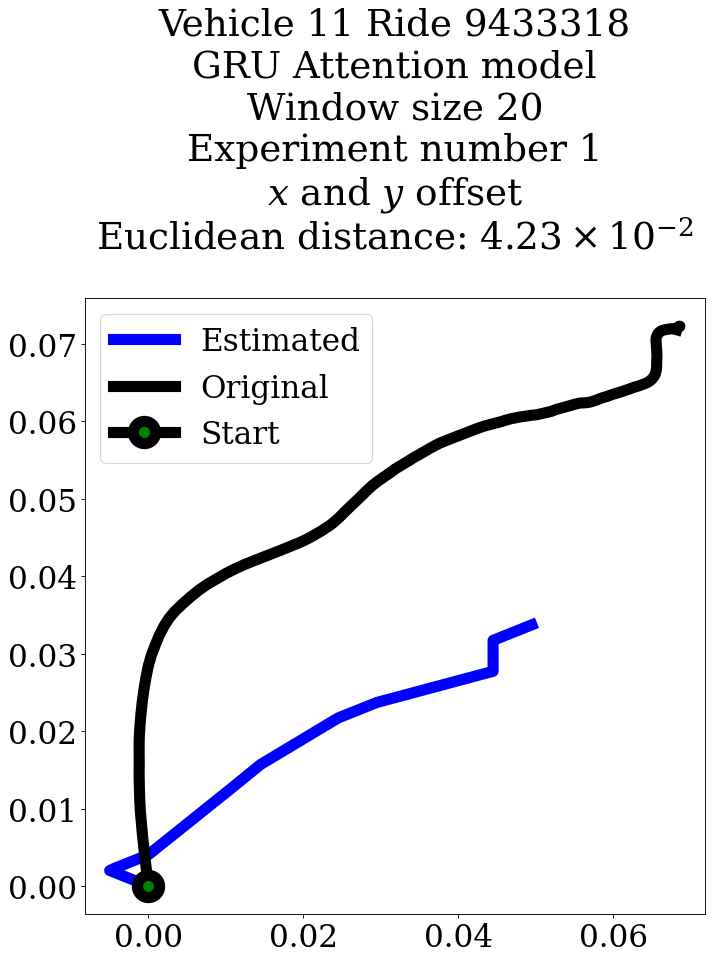 Vehicle 11 Ride 9433318
GRU Attention model
Window size 20
Experiment number 1
x and y offset
Euclidean distance: 4.23 × 10⁻²
Estimated
Original
Start
0.07
0.06
0.05
0.04
0.03
0.02
0.01
0.00
0.00 0.02 0.04 0.06